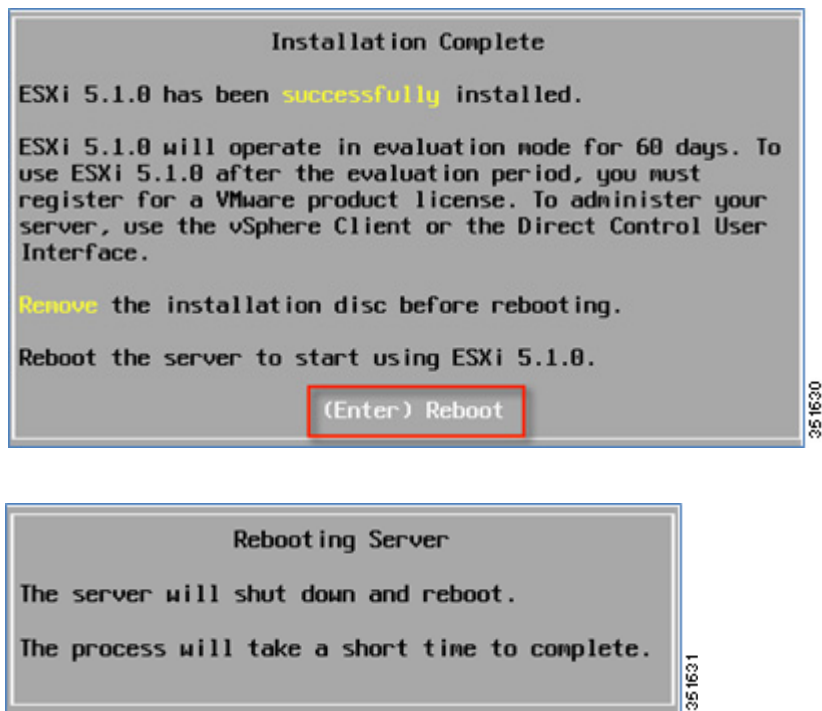 Installation Complete
ESXi 5.1.0 has been successfully installed.
ESXi 5.1.0 will operate in evaluation mode for 60 days. To
use ESXi 5.1.0 after the evaluation period, you must
register for a VMware product license. To administer your
server, use the vSphere Client or the Direct Control User
Interface.
Remove the installation disc before rebooting.
Reboot the server to start using ESXi 5.1.0.
(Enter) Reboot
351630
Rebooting Server
The server will shut down and reboot.
The process will take a short time to complete.
351631